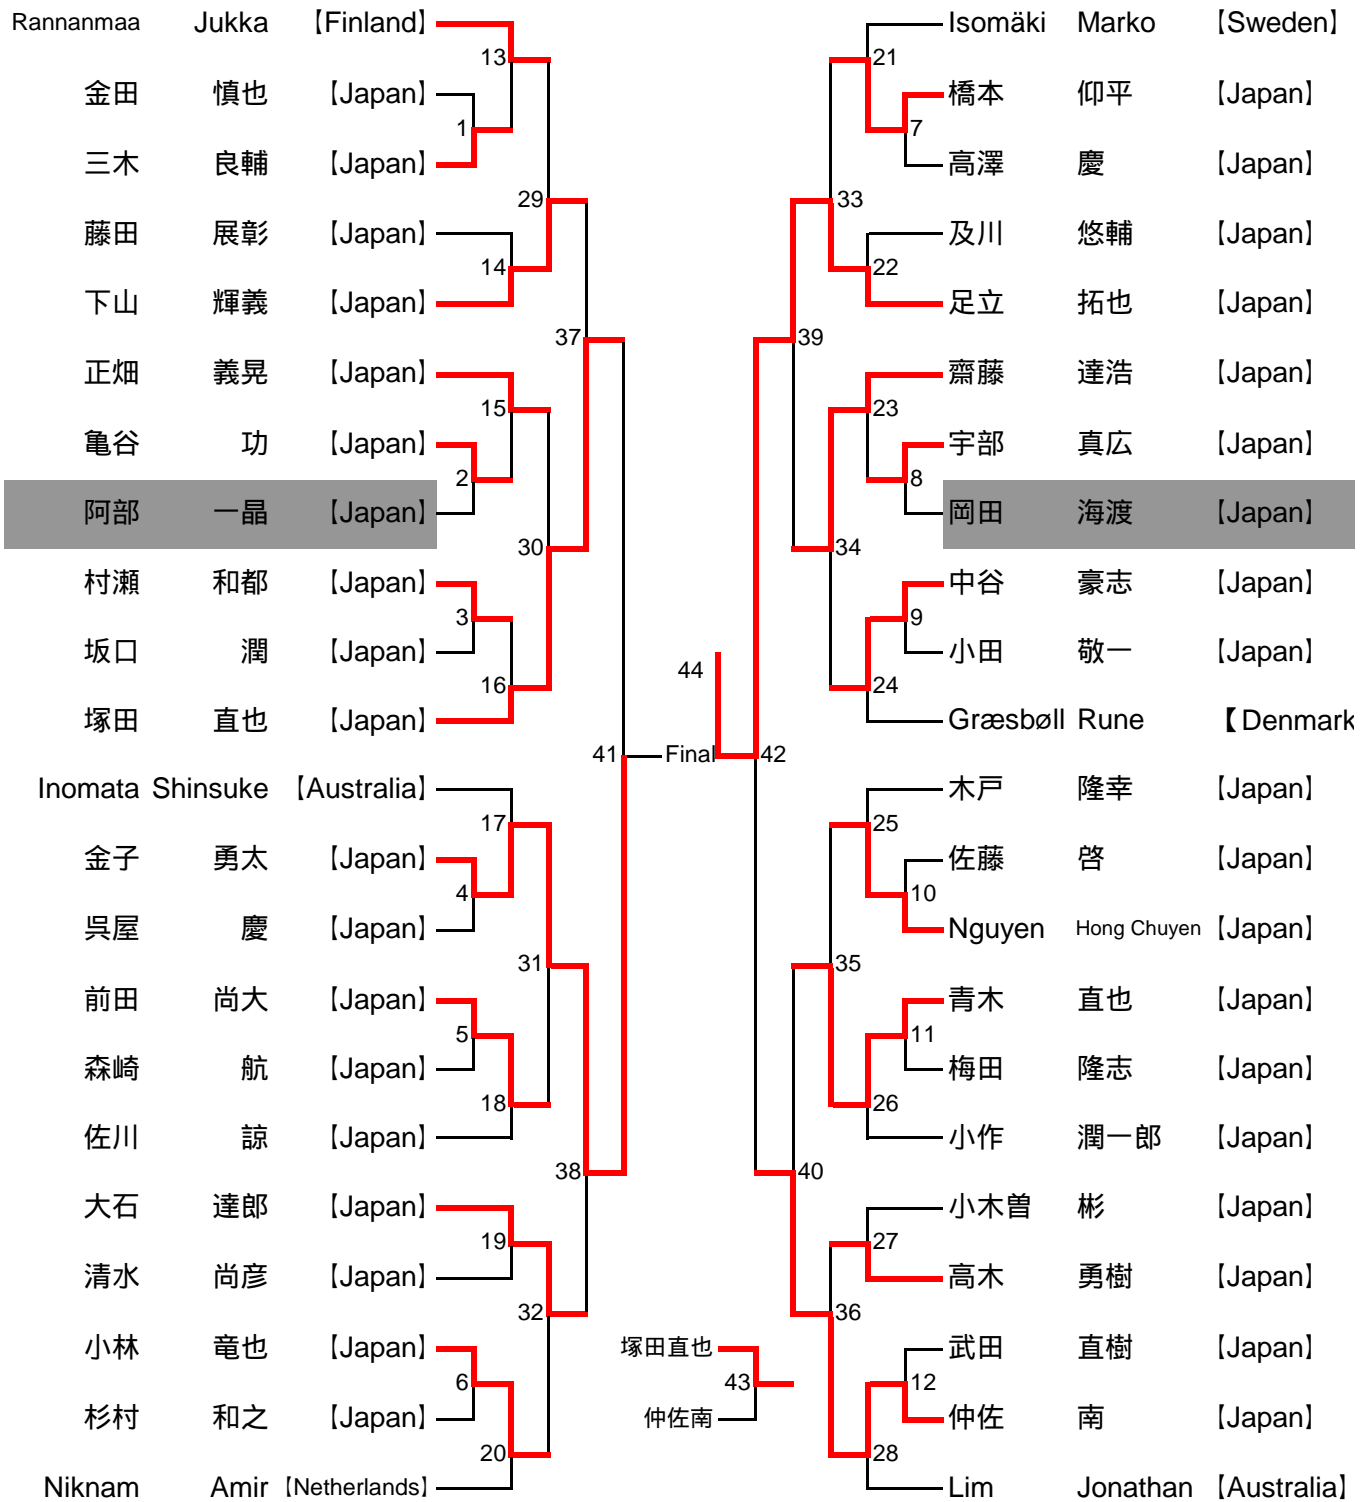 Rannanmaa Jukka 【Finland】
金田 慎也 【Japan】
三木 良輔 【Japan】
藤田 展彰 【Japan】
下山 輝義 【Japan】
正畑 義晃 【Japan】
亀谷 功 【Japan】
阿部 一晶 【Japan】
村瀬 和都 【Japan】
坂口 潤 【Japan】
塚田 直也 【Japan】
Inomata Shinsuke 【Australia】
金子 勇太 【Japan】
呉屋 慶 【Japan】
前田 尚大 【Japan】
森崎 航 【Japan】
佐川 諒 【Japan】
大石 達郎 【Japan】
清水 尚彦 【Japan】
小林 竜也 【Japan】
杉村 和之 【Japan】
Niknam Amir 【Netherlands】
13
1
29
14
37
15
2
30
3
16
41
17
4
31
5
18
38
19
32
6
20
44
Final
塚田直也
43
仲佐南
42
21
7
33
22
39
23
8
34
9
24
25
10
35
11
26
40
27
36
12
28
Isomäki Marko 【Sweden】
橋本 仰平 【Japan】
高澤 慶 【Japan】
及川 悠輔 【Japan】
足立 拓也 【Japan】
齋藤 達浩 【Japan】
宇部 真広 【Japan】
岡田 海渡 【Japan】
中谷 豪志 【Japan】
小田 敬一 【Japan】
Græsbøll Rune 【Denmark
木戸 隆幸 【Japan】
佐藤 啓 【Japan】
Nguyen Hong Chuyen 【Japan】
青木 直也 【Japan】
梅田 隆志 【Japan】
小作 潤一郎 【Japan】
小木曽 彬 【Japan】
高木 勇樹 【Japan】
武田 直樹 【Japan】
仲佐 南 【Japan】
Lim Jonathan 【Australia】